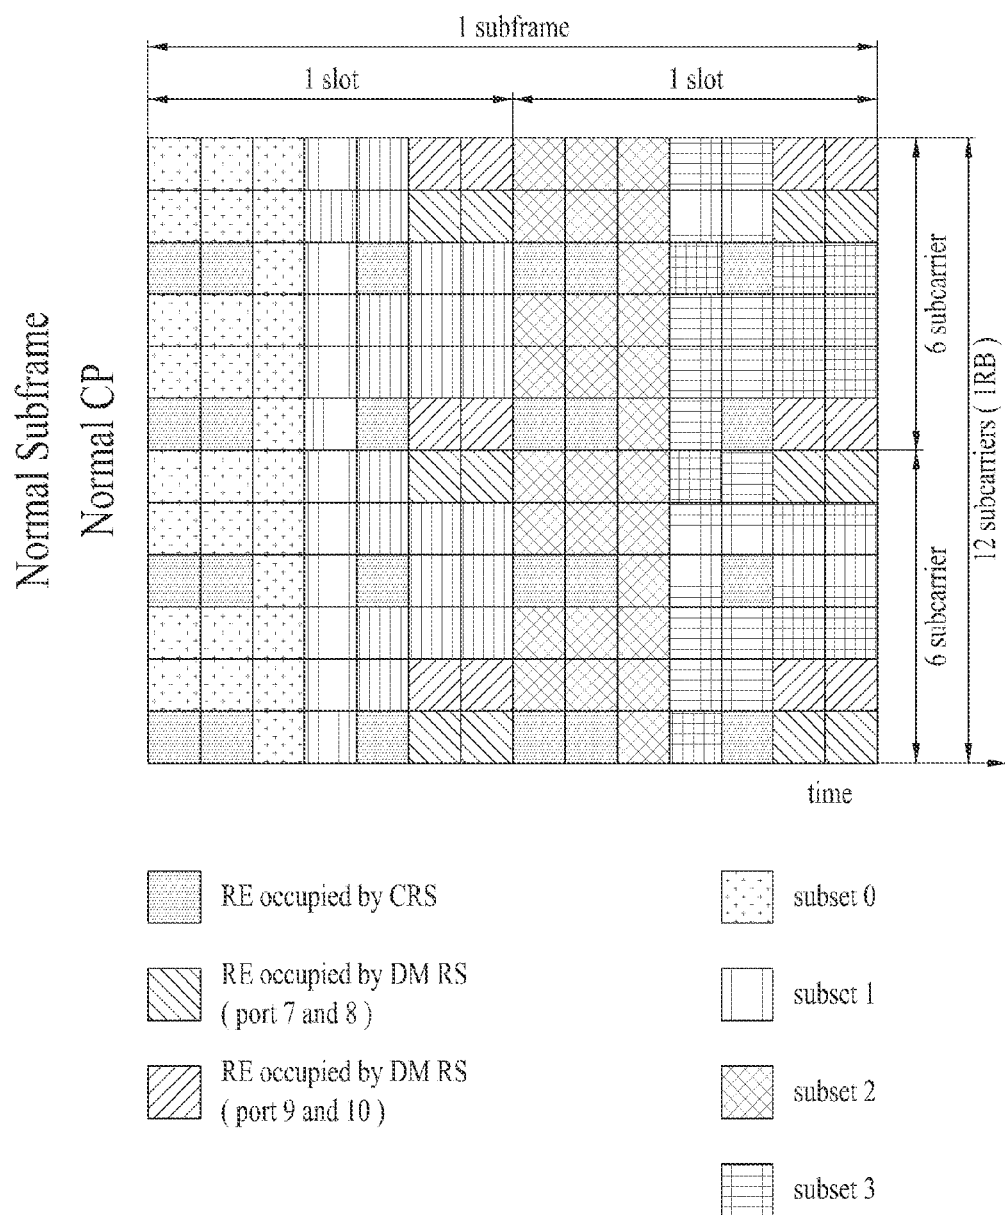 1 subframe
1 slot
1 slot
Normal Subframe
Normal CP
6 subcarrier
6 subcarrier
12 subcarriers ( 1RB )
time
RE occupied by CRS
RE occupied by DM RS
( port 7 and 8 )
RE occupied by DM RS
( port 9 and 10 )
subset 0
subset 1
subset 2
subset 3